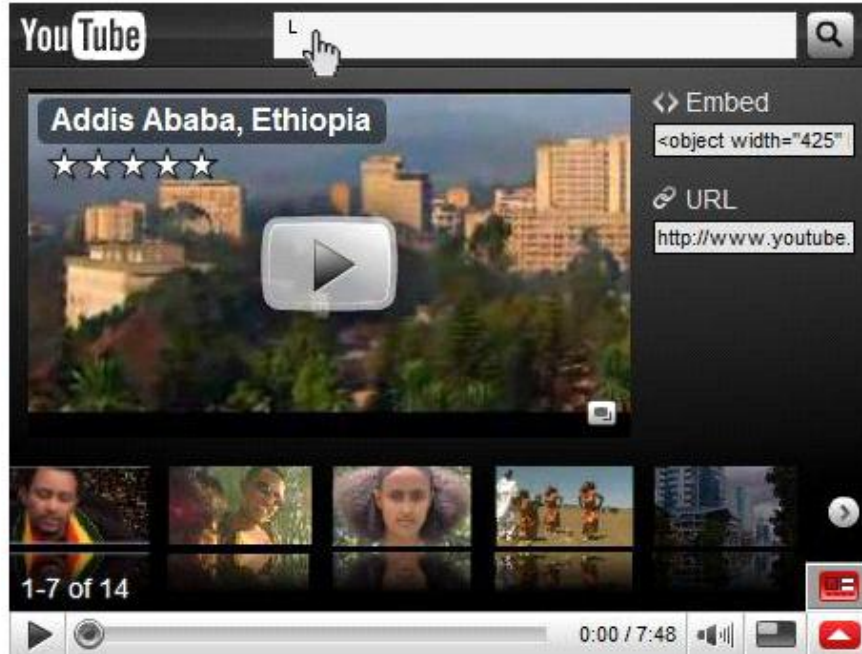 YouTube
L
Addis Ababa, Ethiopia
Embed
<object width="425"
URL
http://www.youtube.
1-7 of 14
0:00 / 7:48